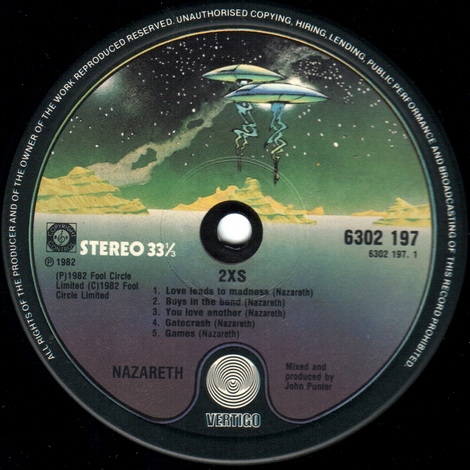 ALL RIGHTS OF THE PRODUCER AND OF THE OWNER OF THE WORK REPRODUCED RESERVED. UNAUTHORISED COPYING, HIRING, LENDING, PUBLIC PERFORMANCE AND BROADCASTING OF THIS RECORD PROHIBITED.
STEREO 33⅓
℗ 1982
(P)1982 Fool Circle
Limited (C)1982 Fool
Circle Limited
6302 197
6302 197. 1
2XS
1. Love leads to madness (Nazareth)
2. Boys in the band (Nazareth)
3. You love another (Nazareth)
4. Gatecrash (Nazareth)
5. Games (Nazareth)
NAZARETH
Mixed and
produced by
John Punter
VERTIGO